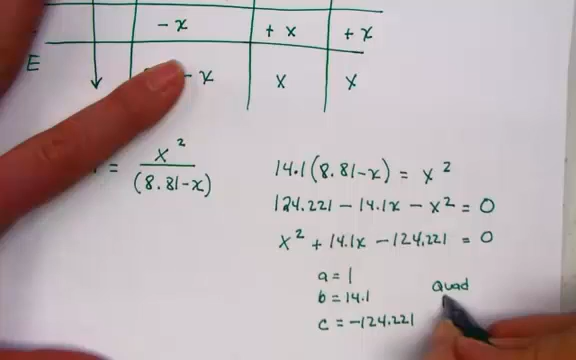 - x + x + x
E - x x x
= x² / (8.81-x)
14.1(8.81-x) = x²
124.221 - 14.1x - x² = 0
x² + 14.1x - 124.221 = 0
a = 1
b = 14.1
c = -124.221
Quad